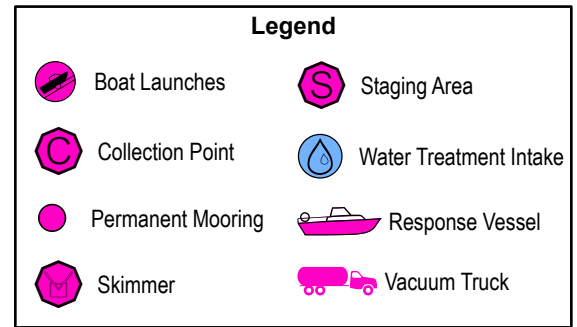 Legend
Boat Launches
S
Staging Area
C
Collection Point
Water Treatment Intake
Permanent Mooring
Response Vessel
Skimmer
Vacuum Truck